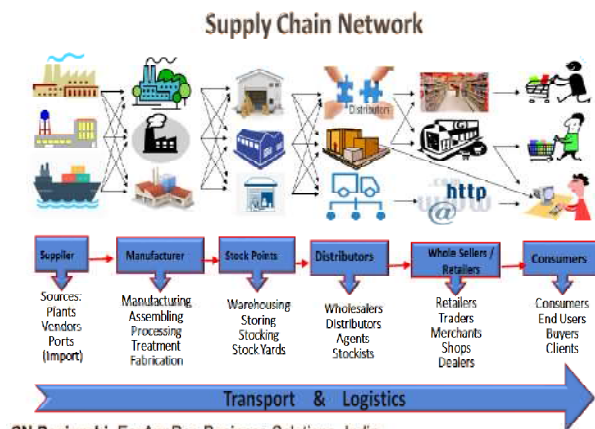 Supply Chain Network
Distributors
http
@
Supplier
Manufacturer
Stock Points
Distributors
Whole Sellers /
Retailers
Consumers
Sources:
Plants
Vendors
Ports
(Import)
Manufacturing
Assembling
Processing
Treatment
Fabrication
Warehousing
Storing
Stocking
Stock Yards
Wholesalers
Distributors
Agents
Stockists
Retailers
Traders
Merchants
Shops
Dealers
Consumers
End Users
Buyers
Clients
Transport & Logistics